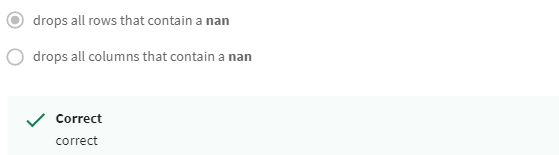 drops all rows that contain a nan
drops all columns that contain a nan
Correct
correct